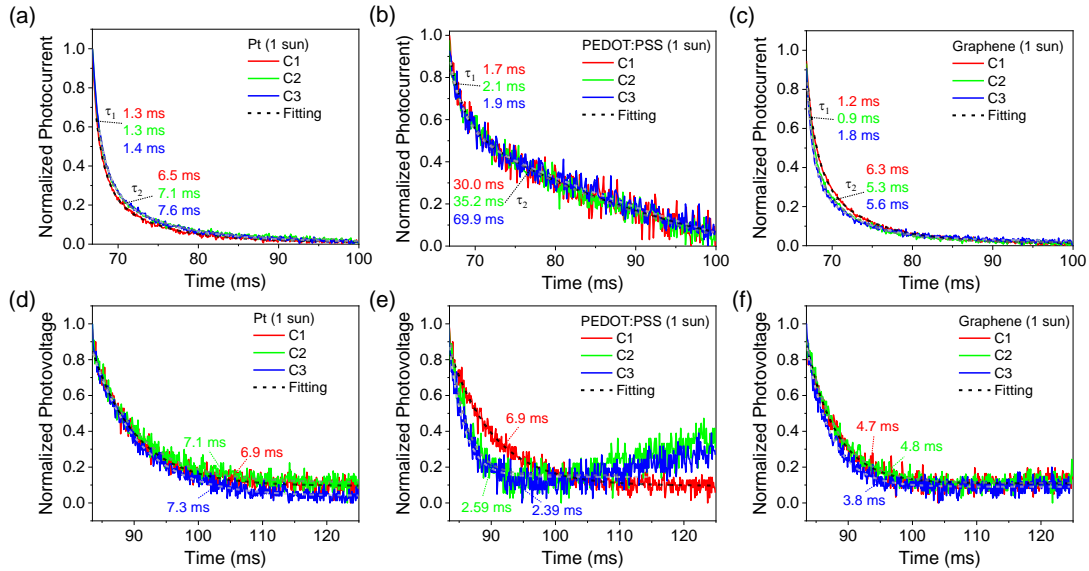 (a)
Normalized Photocurrent
1.0
0.8
0.6
0.4
0.2
0.0
Pt (1 sun)
C1
C2
C3
Fitting
τ1
1.3 ms
1.3 ms
1.4 ms
6.5 ms
7.1 ms
7.6 ms
τ2
70
80
90
100
Time (ms)
(b)
Normalized Photocurrent)
1.0
0.8
0.6
0.4
0.2
0.0
PEDOT:PSS (1 sun)
C1
C2
C3
Fitting
τ1
1.7 ms
2.1 ms
1.9 ms
30.0 ms
35.2 ms
69.9 ms
τ2
70
80
90
100
Time (ms)
(c)
Normalized Photocurrent
1.0
0.8
0.6
0.4
0.2
0.0
Graphene (1 sun)
C1
C2
C3
Fitting
τ1
1.2 ms
0.9 ms
1.8 ms
6.3 ms
5.3 ms
5.6 ms
τ2
70
80
90
100
Time (ms)
(d)
Normalized Photovoltage
1.0
0.8
0.6
0.4
0.2
0.0
Pt (1 sun)
C1
C2
C3
Fitting
7.1 ms
6.9 ms
7.3 ms
90
100
110
120
Time (ms)
(e)
Normalized Photovoltage
1.0
0.8
0.6
0.4
0.2
0.0
PEDOT:PSS (1 sun)
C1
C2
C3
Fitting
6.9 ms
2.59 ms
2.39 ms
90
100
110
120
Time (ms)
(f)
Normalized Photovoltage
1.0
0.8
0.6
0.4
0.2
0.0
Graphene (1 sun)
C1
C2
C3
Fitting
4.7 ms
4.8 ms
3.8 ms
90
100
110
120
Time (ms)